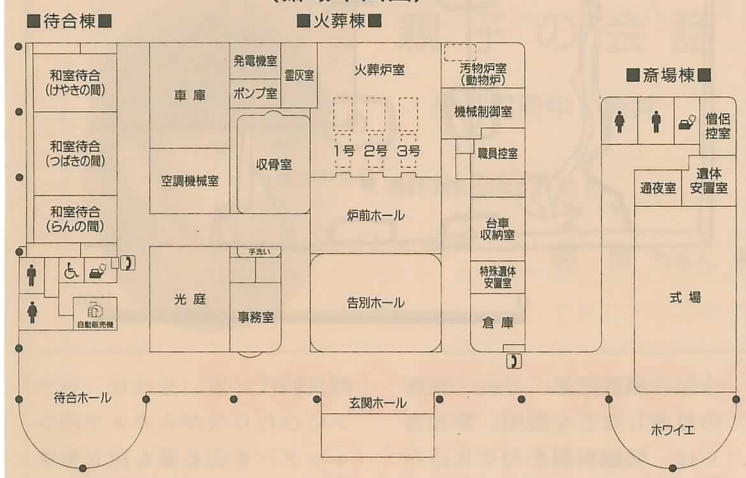 ■待合棟■
■火葬棟■
■斎場棟■
和室待合
(けやきの間)
和室待合
(つばきの間)
和室待合
(らんの間)
自動販売機
待合ホール
車庫
空調機械室
光庭
発電機室
ポンプ室
霊灰室
収骨室
手洗い
事務室
火葬炉室
1号 2号 3号
炉前ホール
告別ホール
玄関ホール
汚物炉室
(動物炉)
機械制御室
職員控室
台車
収納室
特殊遺体
安置室
倉庫
僧侶
控室
通夜室
遺体
安置室
式場
ホワイエ